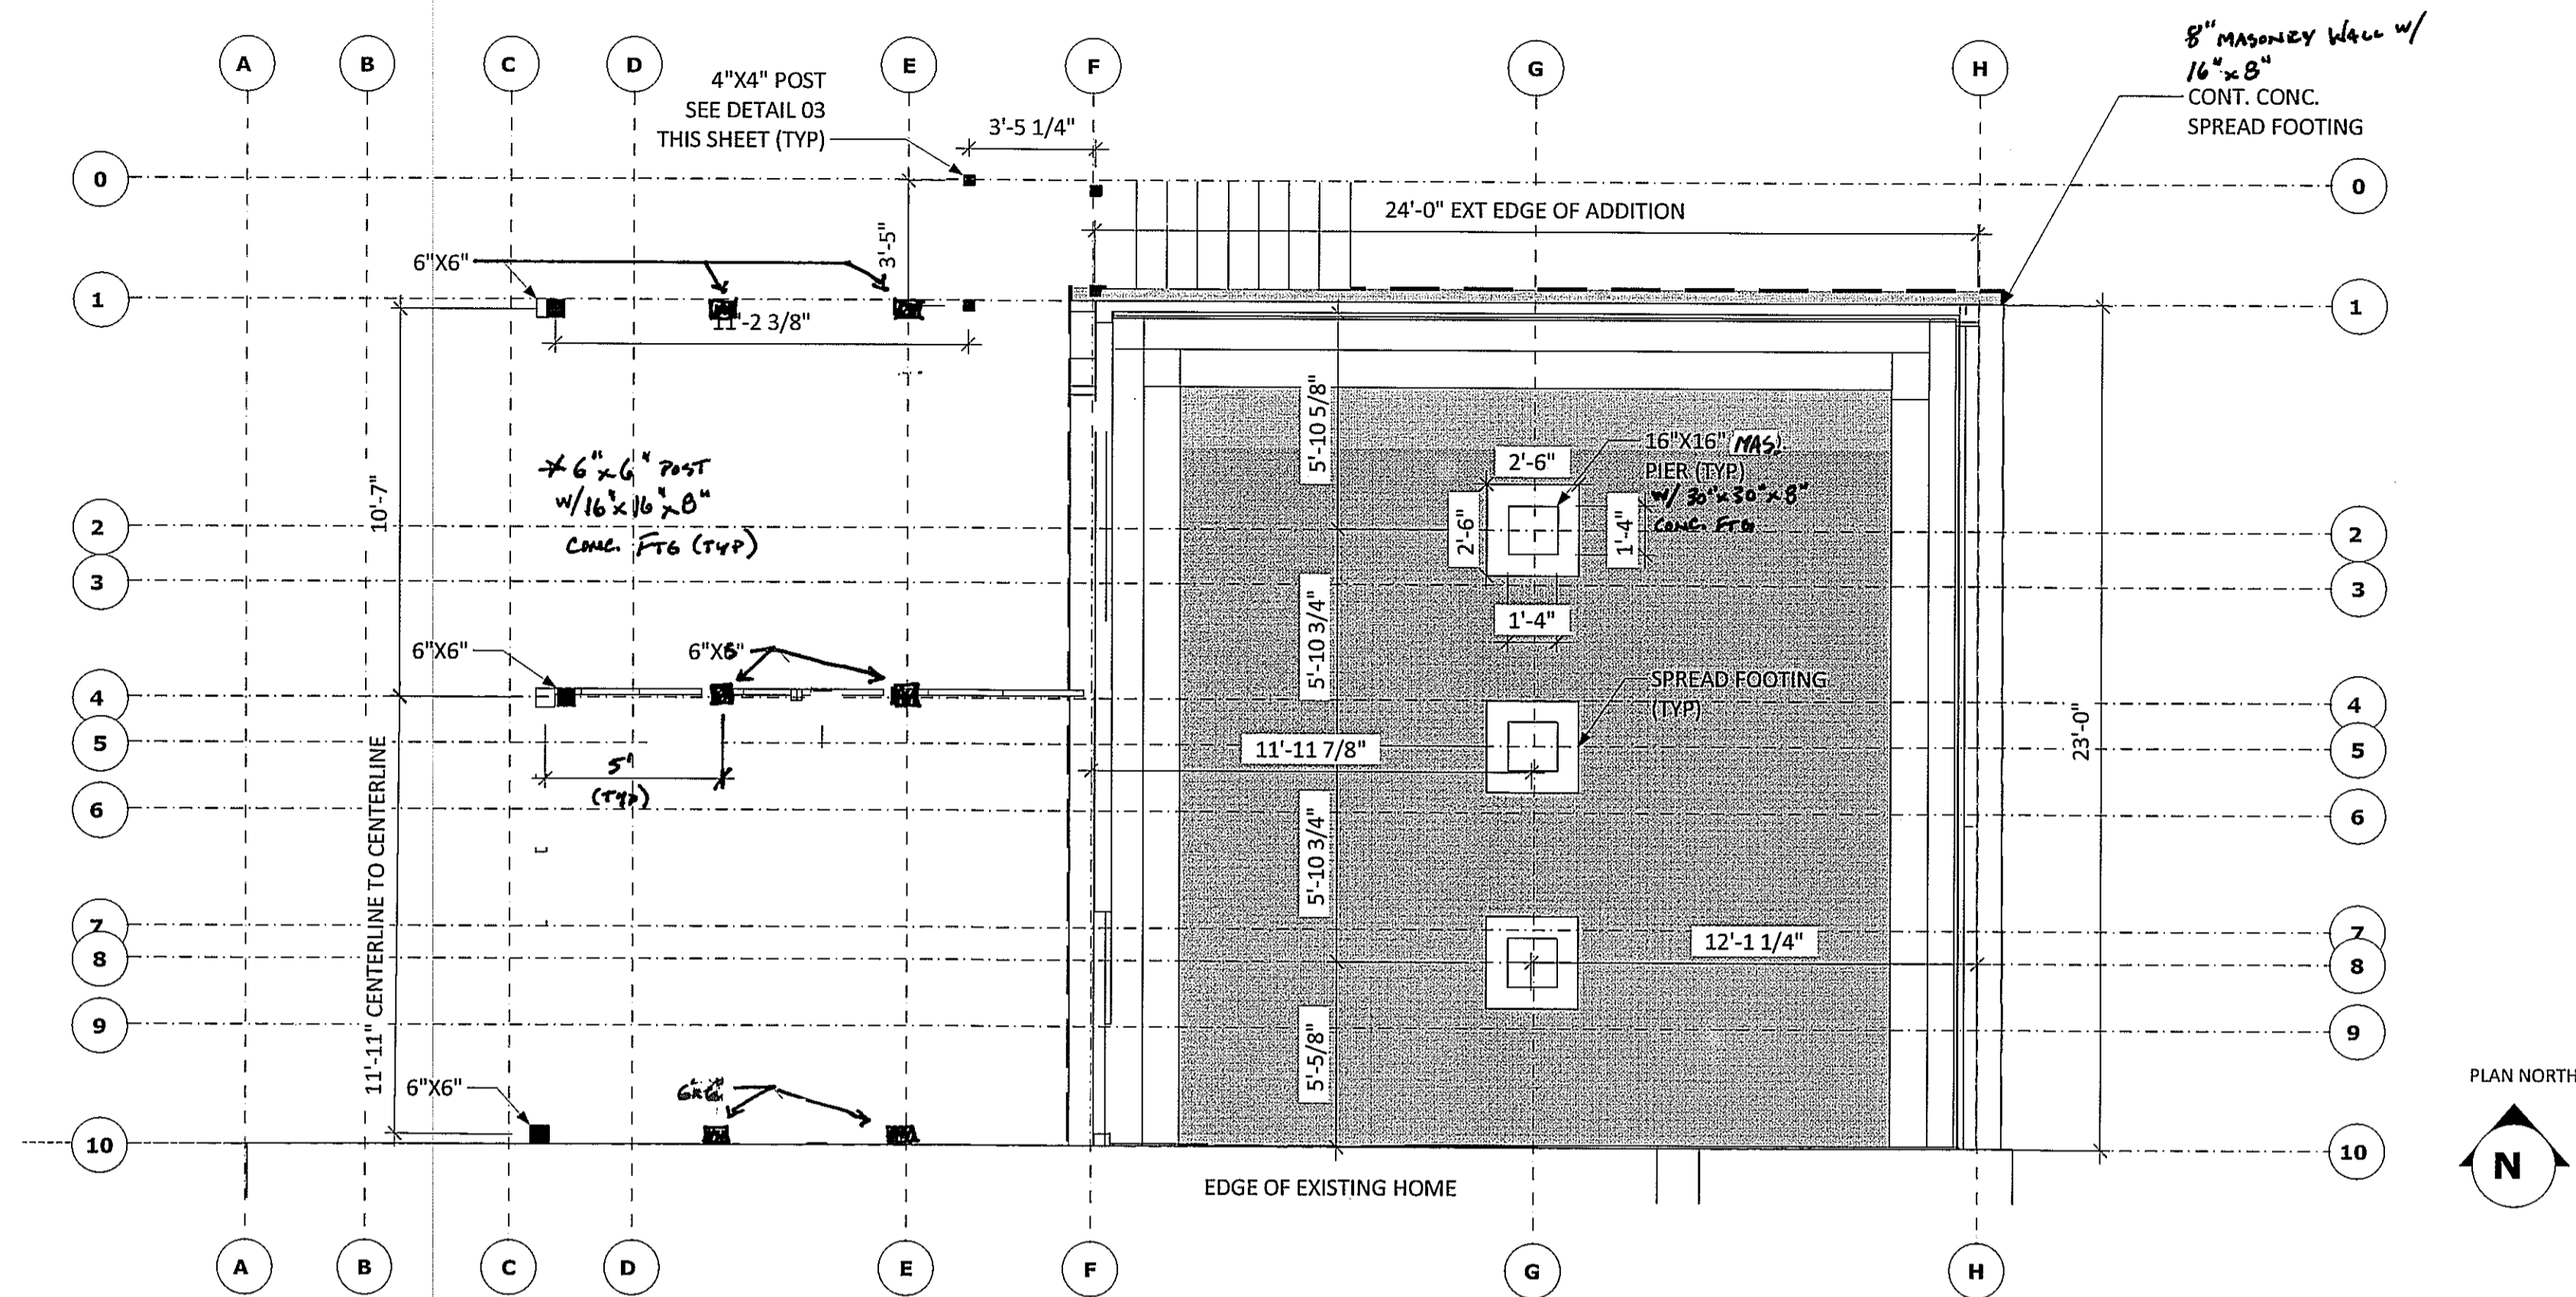 A B C D E F G H
8" MASONRY WALL W/
16" x 8"
CONT. CONC.
SPREAD FOOTING
4"X4" POST
SEE DETAIL 03
THIS SHEET (TYP)
3'-5 1/4"
0 0
24'-0" EXT EDGE OF ADDITION
3'-5"
6"X6"
1 1
11'-2 3/8"
5'-10 5/8"
16"X16" MAS.
PIER (TYP)
W/ 30"x30"x8"
CONC. FTG
2'-6"
2'-6"
1'-4"
1'-4"
* 6"x6" POST
W/16"x16"x8"
CONC. FTG (TYP)
10'-7"
2 2
3 3
5'-10 3/4"
6"X6"
6"X6"
SPREAD FOOTING
(TYP)
4 4
5 5
11'-11 7/8"
23'-0"
5'
(TYP)
6 6
5'-10 3/4"
11'-11" CENTERLINE TO CENTERLINE
7 7
12'-1 1/4"
8 8
9 9
5'-5/8"
6"X6"
6x6
PLAN NORTH
N
10 10
EDGE OF EXISTING HOME
A B C D E F G H